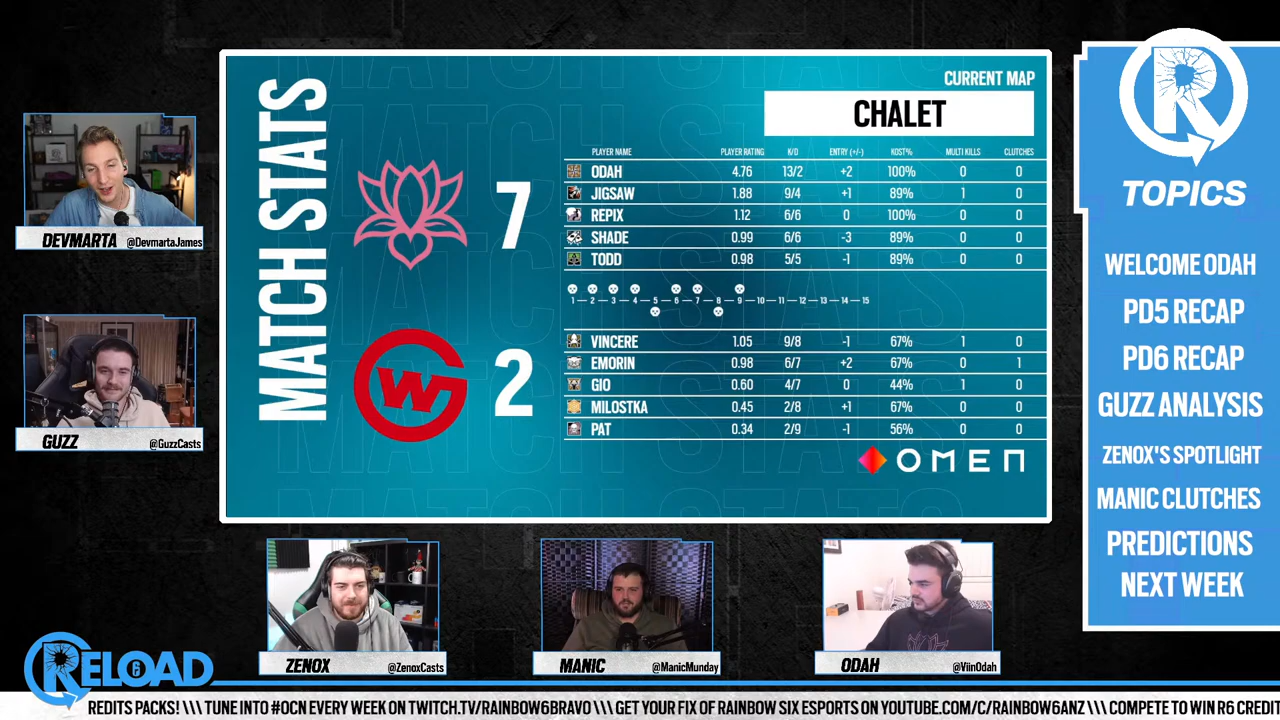 MATCH STATS
CURRENT MAP
CHALET
PLAYER NAME PLAYER RATING K/D ENTRY (+/-) KOST% MULTI KILLS CLUTCHES
ODAH 4.76 13/2 +2 100% 0 0
JIGSAW 1.88 9/4 +1 89% 1 0
REPIX 1.12 6/6 0 100% 0 0
SHADE 0.99 6/6 -3 89% 0 0
TODD 0.98 5/5 -1 89% 0 0
7
1 2 3 4 5 6 7 8 9 10 11 12 13 14 15
W
2
VINCERE 1.05 9/8 -1 67% 1 0
EMORIN 0.98 6/7 +2 67% 0 1
GIO 0.60 4/7 0 44% 1 0
MILOSTKA 0.45 2/8 +1 67% 0 0
PAT 0.34 2/9 -1 56% 0 0
OMEN
DEVMARTA @DevmartaJames
GUZZ @GuzzCasts
ZENOX @ZenoxCasts
MANIC @ManicMunday
ODAH @ViinOdah
R
TOPICS
WELCOME ODAH
PD5 RECAP
PD6 RECAP
GUZZ ANALYSIS
ZENOX'S SPOTLIGHT
MANIC CLUTCHES
PREDICTIONS
NEXT WEEK
RELOAD 6
REDITS PACKS! \\\ TUNE INTO #OCN EVERY WEEK ON TWITCH.TV/RAINBOW6BRAVO \\\ GET YOUR FIX OF RAINBOW SIX ESPORTS ON YOUTUBE.COM/C/RAINBOW6ANZ \\\ COMPETE TO WIN R6 CREDIT